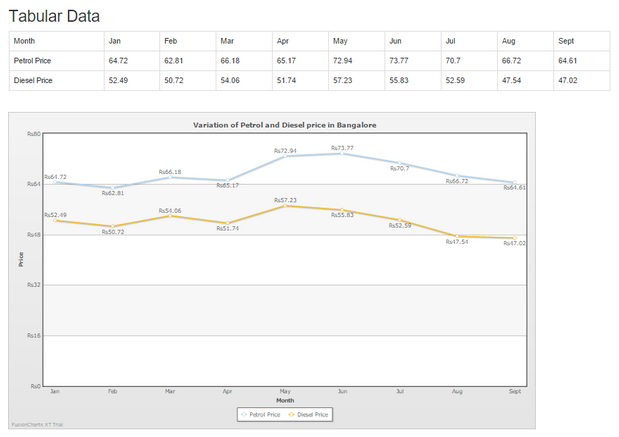 Tabular Data
Month Jan Feb Mar Apr May Jun Jul Aug Sept
Petrol Price 64.72 62.81 66.18 65.17 72.94 73.77 70.7 66.72 64.61
Diesel Price 52.49 50.72 54.06 51.74 57.23 55.83 52.59 47.54 47.02
Variation of Petrol and Diesel price in Bangalore
Rs80
Rs64
Rs48
Rs32
Rs16
Rs0
Price
Rs64.72 Rs62.81 Rs66.18 Rs65.17 Rs72.94 Rs73.77 Rs70.7 Rs66.72 Rs64.61
Rs52.49 Rs50.72 Rs54.06 Rs51.74 Rs57.23 Rs55.83 Rs52.59 Rs47.54 Rs47.02
Jan Feb Mar Apr May Jun Jul Aug Sept
Month
Petrol Price Diesel Price
FusionCharts XT Trial